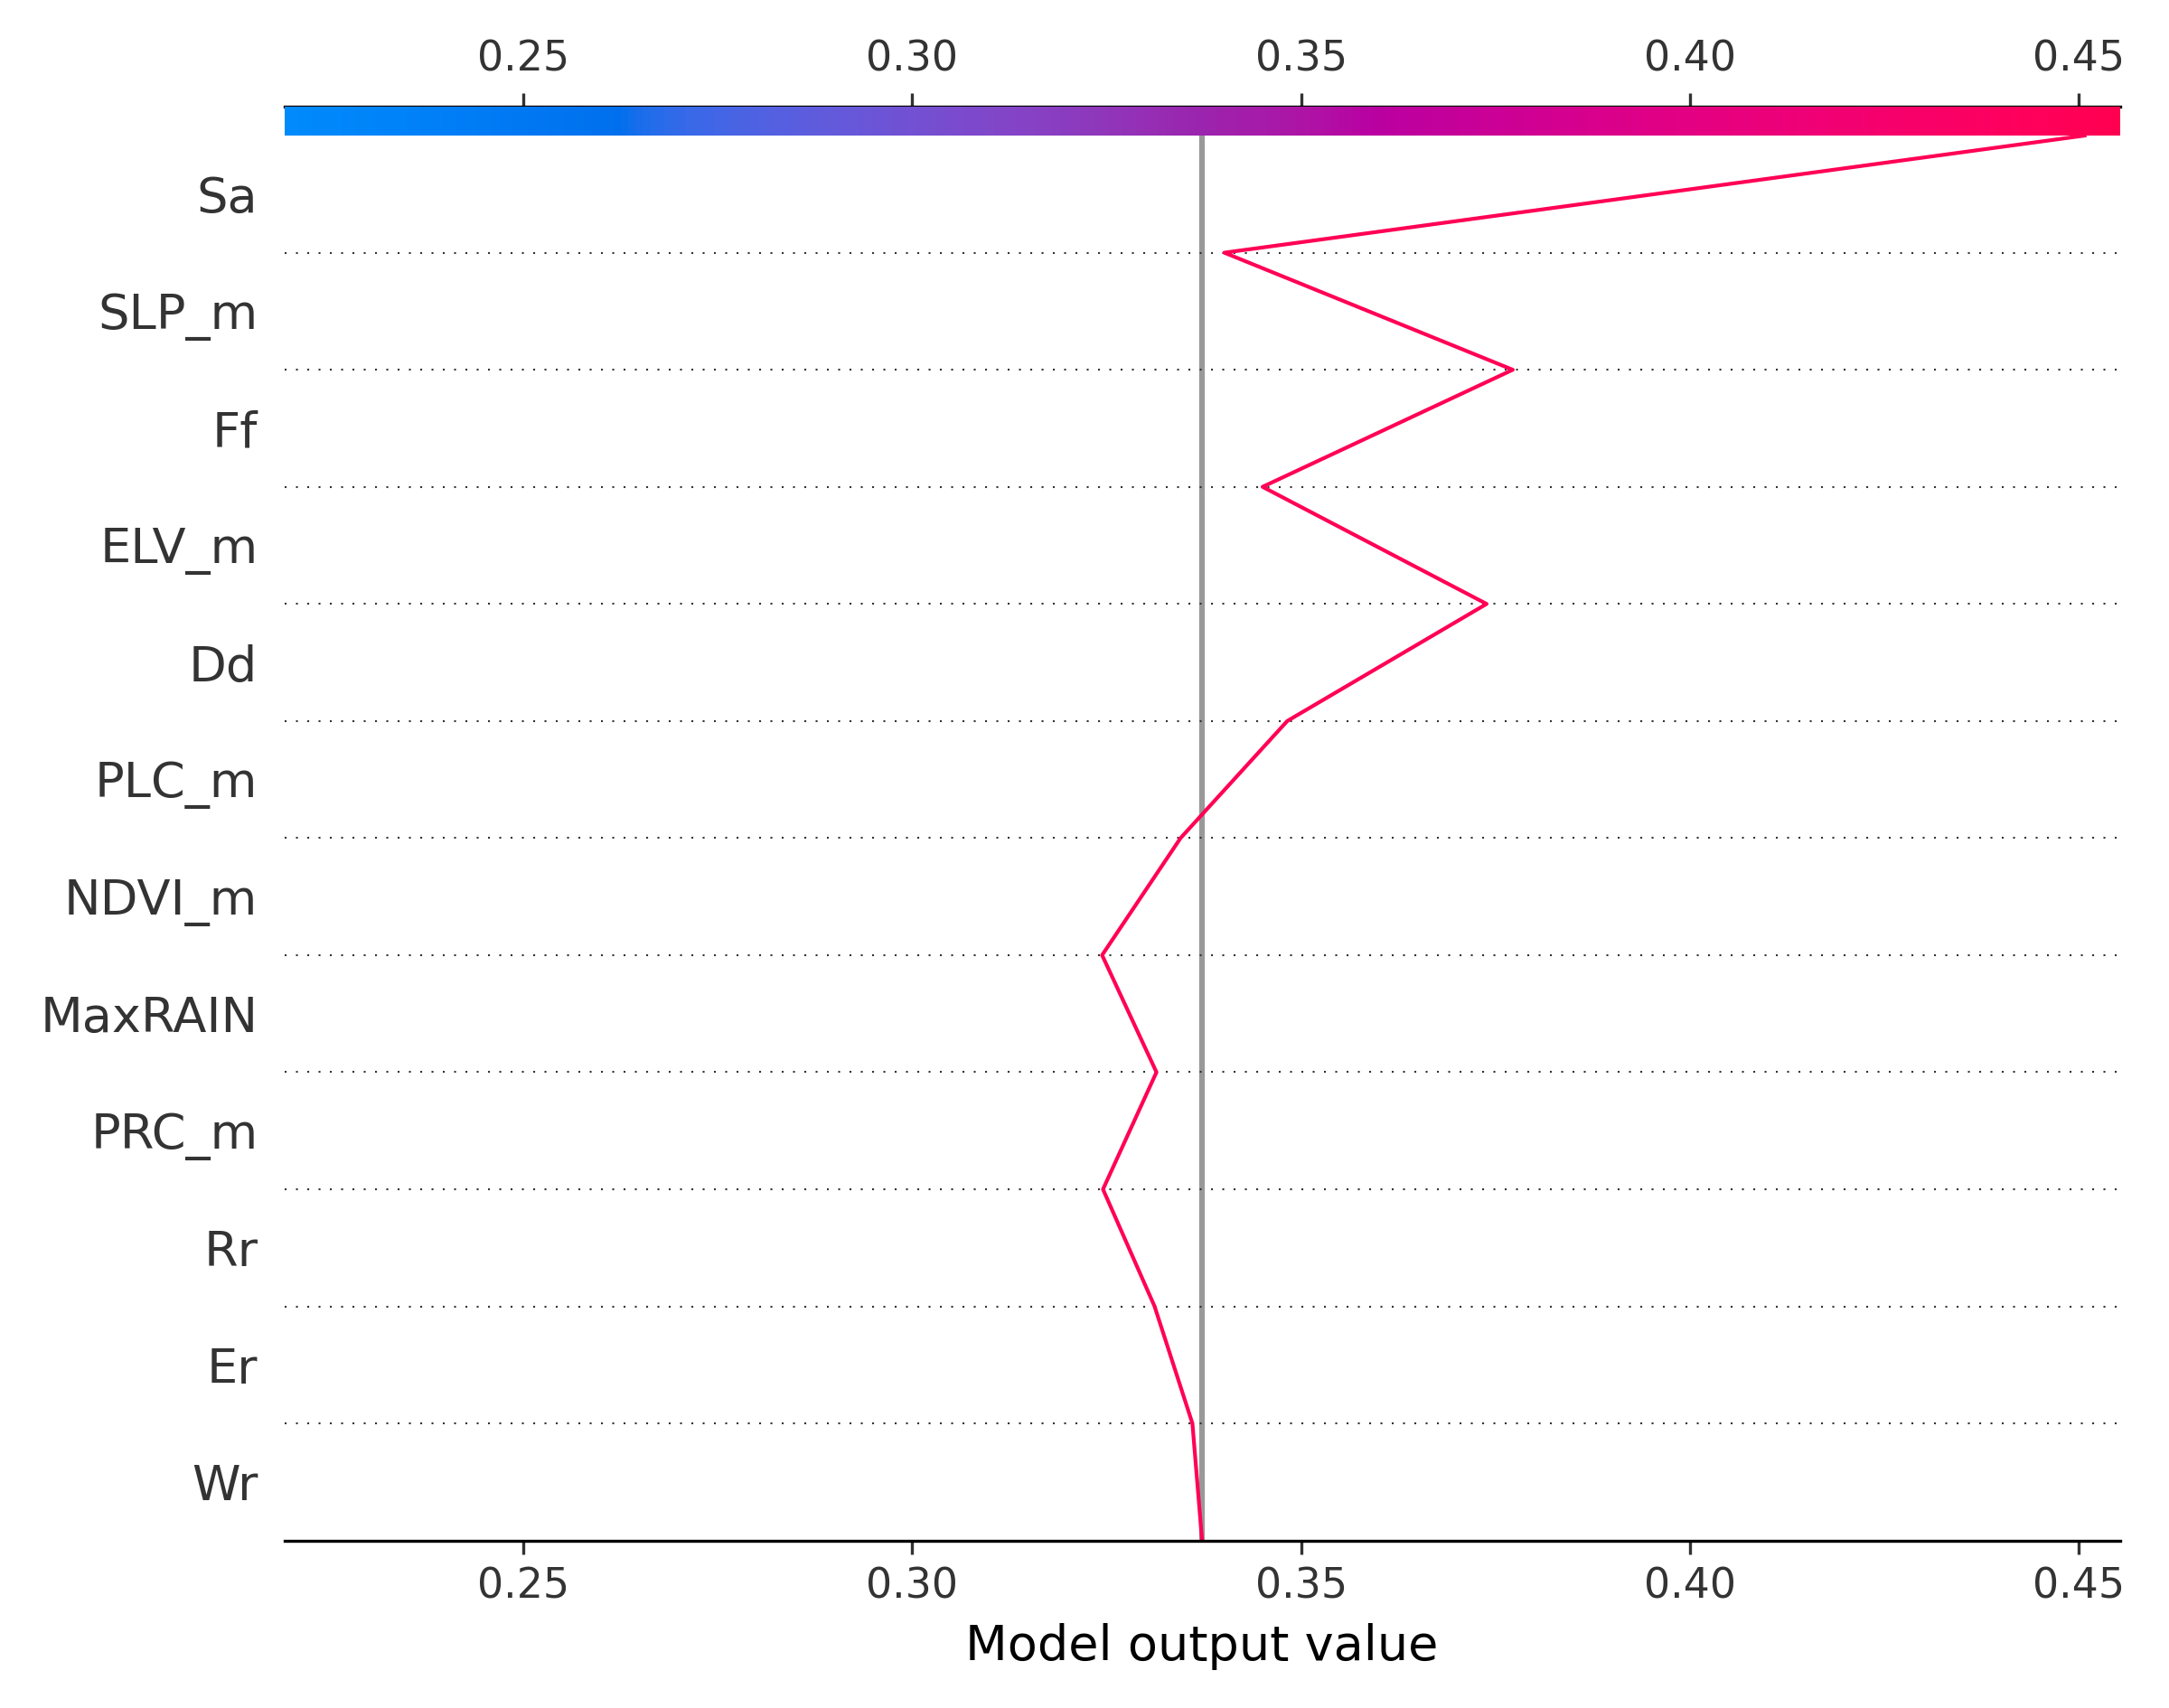 0.25 0.30 0.35 0.40 0.45
Sa
SLP_m
Ff
ELV_m
Dd
PLC_m
NDVI_m
MaxRAIN
PRC_m
Rr
Er
Wr
0.25 0.30 0.35 0.40 0.45
Model output value